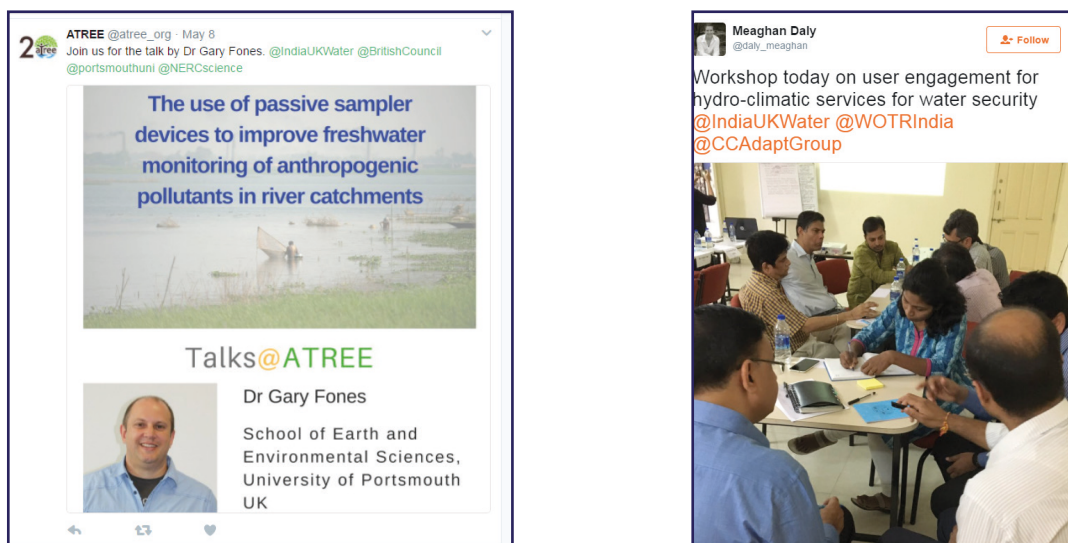 2 atree
ATREE @atree_org · May 8
Join us for the talk by Dr Gary Fones. @IndiaUKWater @BritishCouncil
@portsmouthuni @NERCscience
The use of passive sampler
devices to improve freshwater
monitoring of anthropogenic
pollutants in river catchments
Talks@ATREE
Dr Gary Fones
School of Earth and
Environmental Sciences,
University of Portsmouth
UK
Meaghan Daly
@daly_meaghan
Follow
Workshop today on user engagement for
hydro-climatic services for water security
@IndiaUKWater @WOTRIndia
@CCAdaptGroup